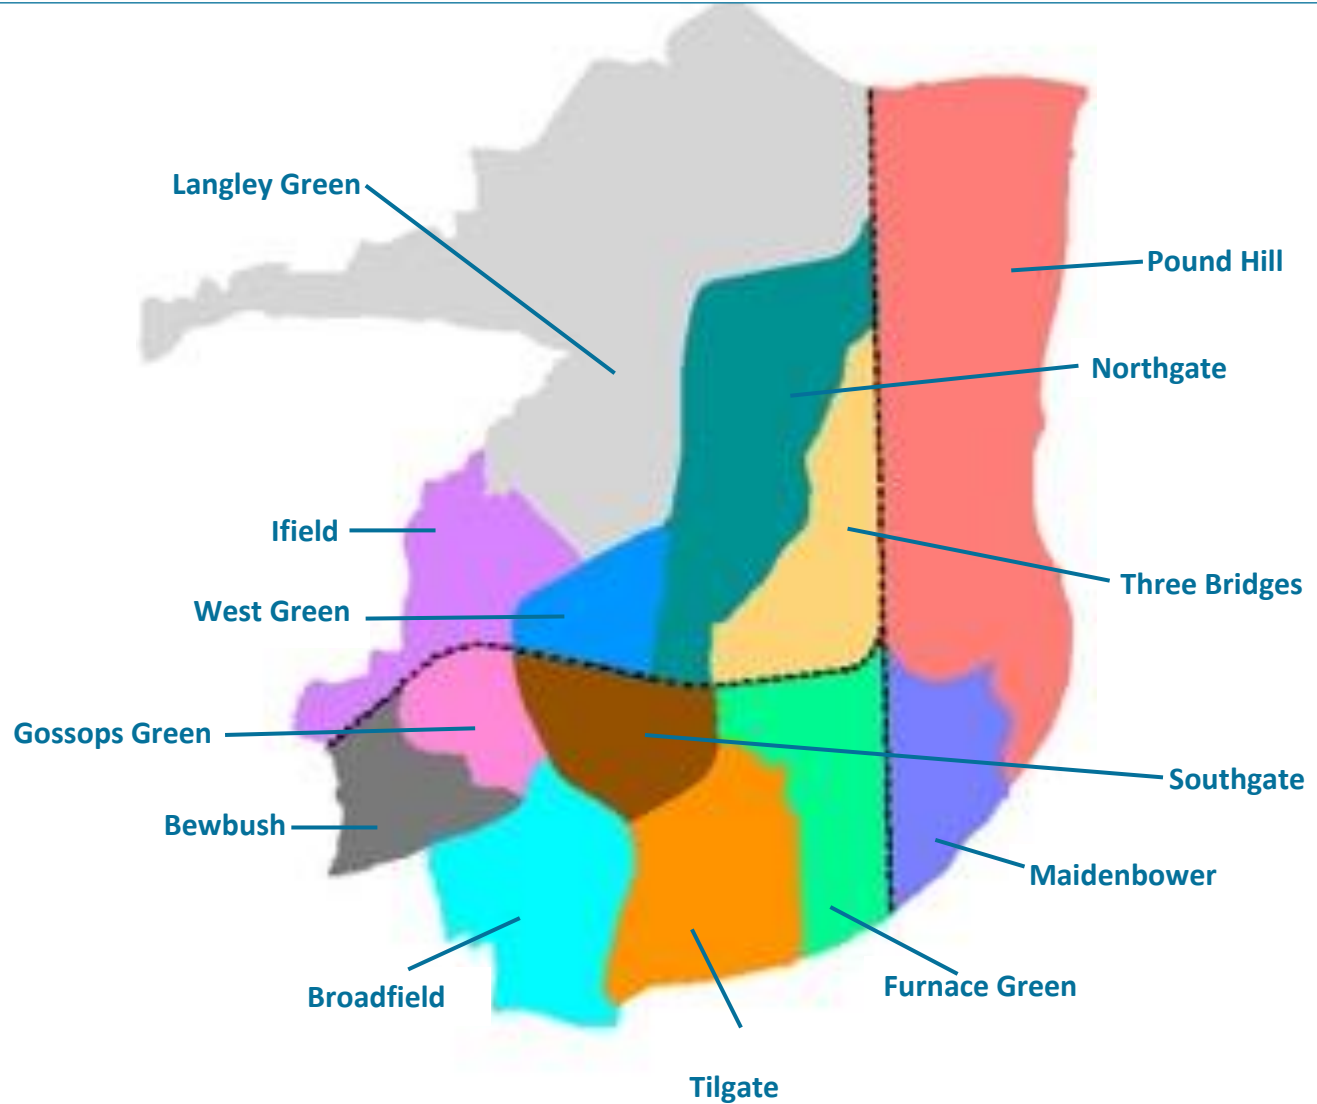 Langley Green
Pound Hill
Northgate
Ifield
Three Bridges
West Green
Gossops Green
Southgate
Bewbush
Maidenbower
Furnace Green
Broadfield
Tilgate